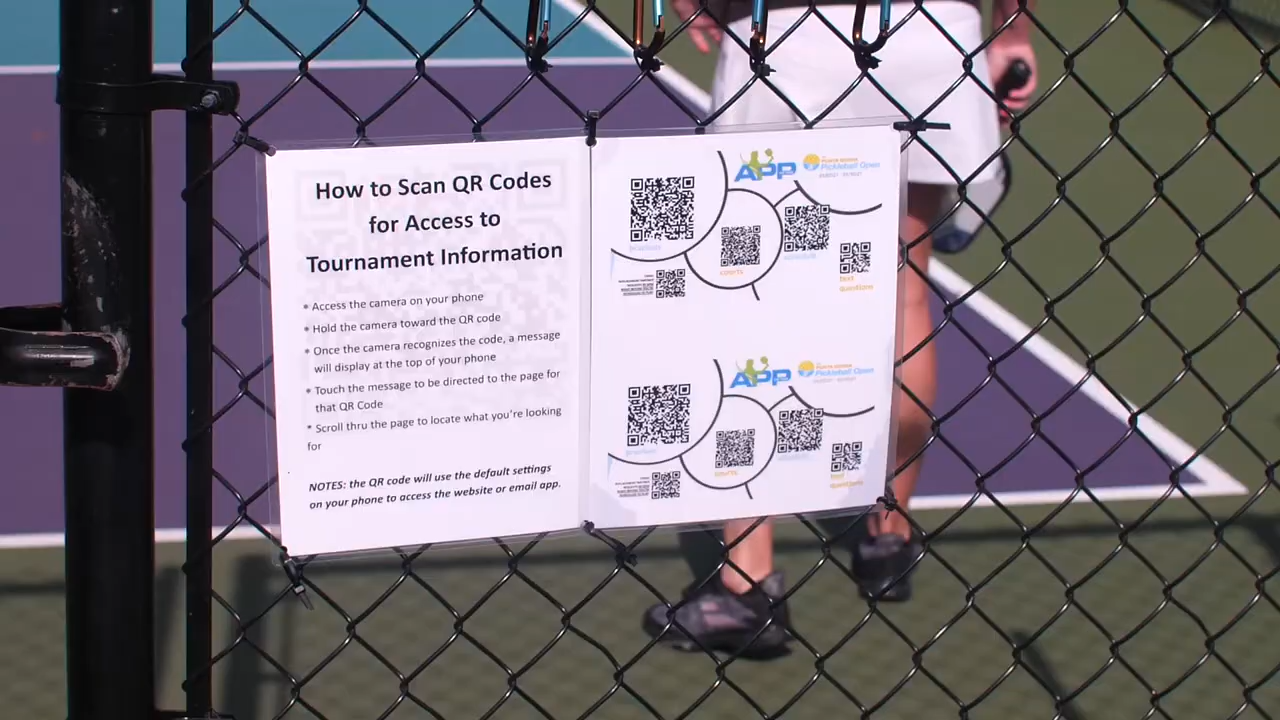 How to Scan QR Codes
for Access to
Tournament Information
* Access the camera on your phone
* Hold the camera toward the QR code
* Once the camera recognizes the code, a message
will display at the top of your phone
* Touch the message to be directed to the page for
that QR Code
* Scroll thru the page to locate what you're looking
for
NOTES: the QR code will use the default settings
on your phone to access the website or email app.
APP
PUNTA GORDA
Pickleball Open
courts
text
questions
APP
PUNTA GORDA
Pickleball Open
courts
text
questions